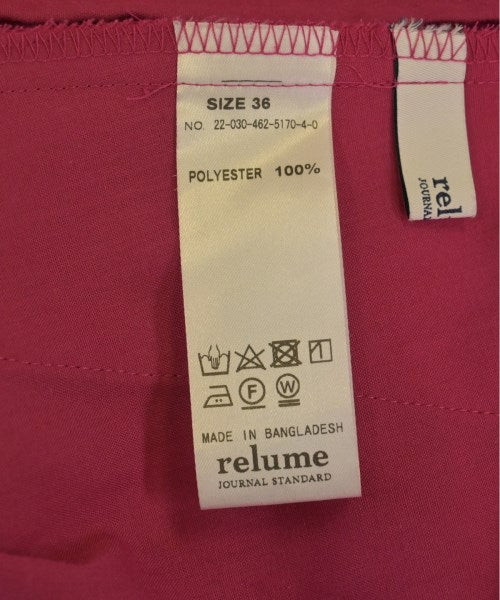 SIZE 36
NO. 22-030-462-5170-4-0
POLYESTER 100%
F W
MADE IN BANGLADESH
relume
JOURNAL STANDARD
rel
JOURNA